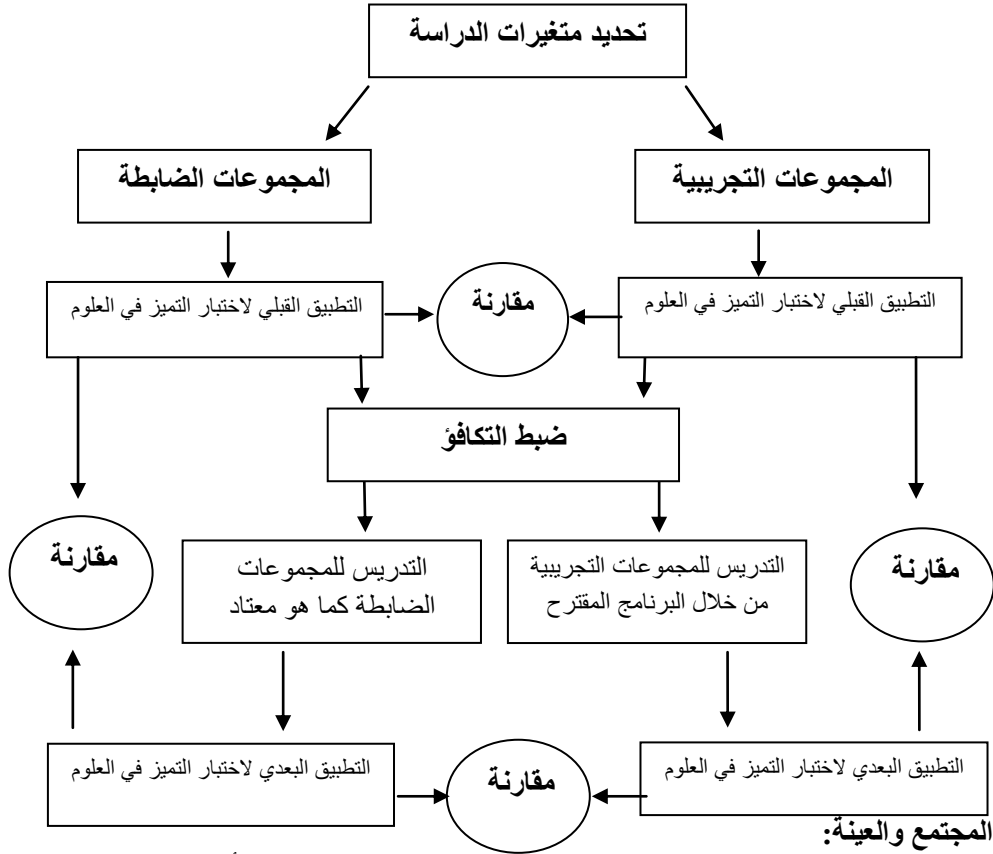 تحديد متغيرات الدراسة
المجموعات التجريبية
المجموعات الضابطة
التطبيق القبلي لاختبار التميز في العلوم
مقارنة
التطبيق القبلي لاختبار التميز في العلوم
ضبط التكافؤ
مقارنة
التدريس للمجموعات التجريبية
من خلال البرنامج المقترح
التدريس للمجموعات
الضابطة كما هو معتاد
مقارنة
التطبيق البعدي لاختبار التميز في العلوم
مقارنة
التطبيق البعدي لاختبار التميز في العلوم
المجتمع والعينة: